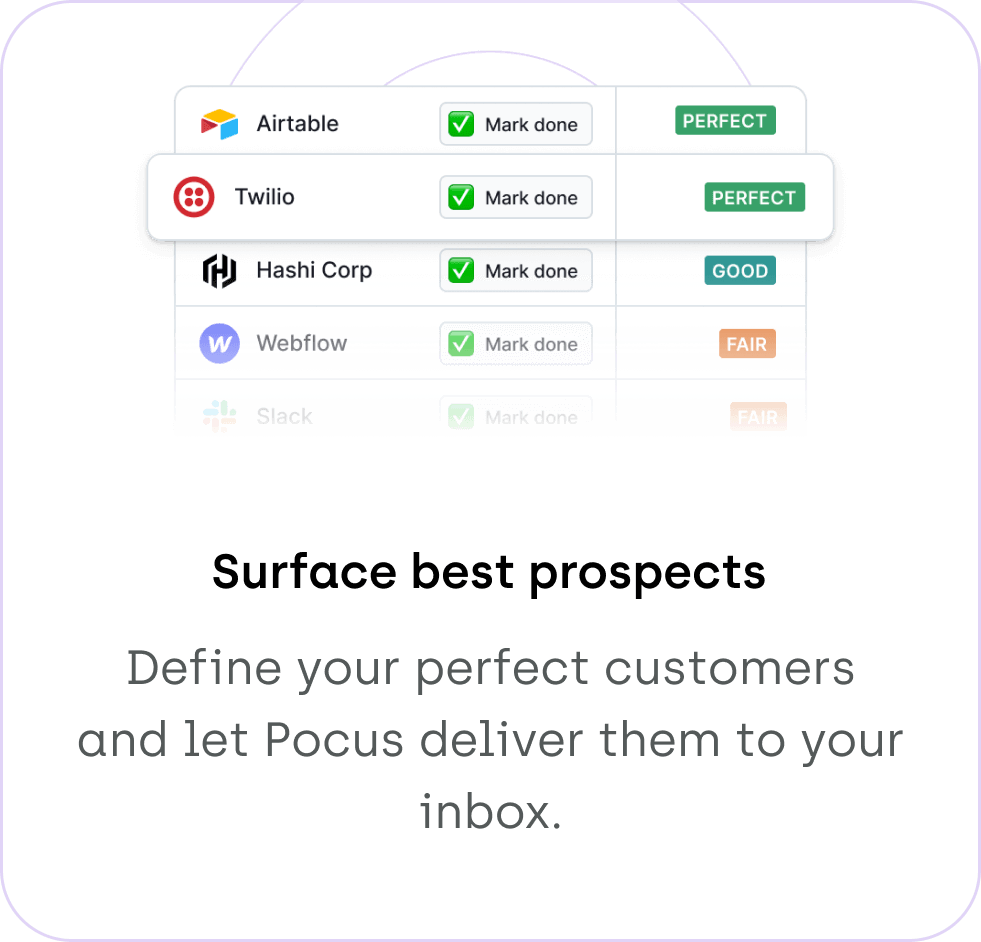 Airtable ✅ Mark done PERFECT
Twilio ✅ Mark done PERFECT
Hashi Corp ✅ Mark done GOOD
W Webflow ✅ Mark done FAIR
Slack ✅ Mark done FAIR
Surface best prospects
Define your perfect customers
and let Pocus deliver them to your
inbox.